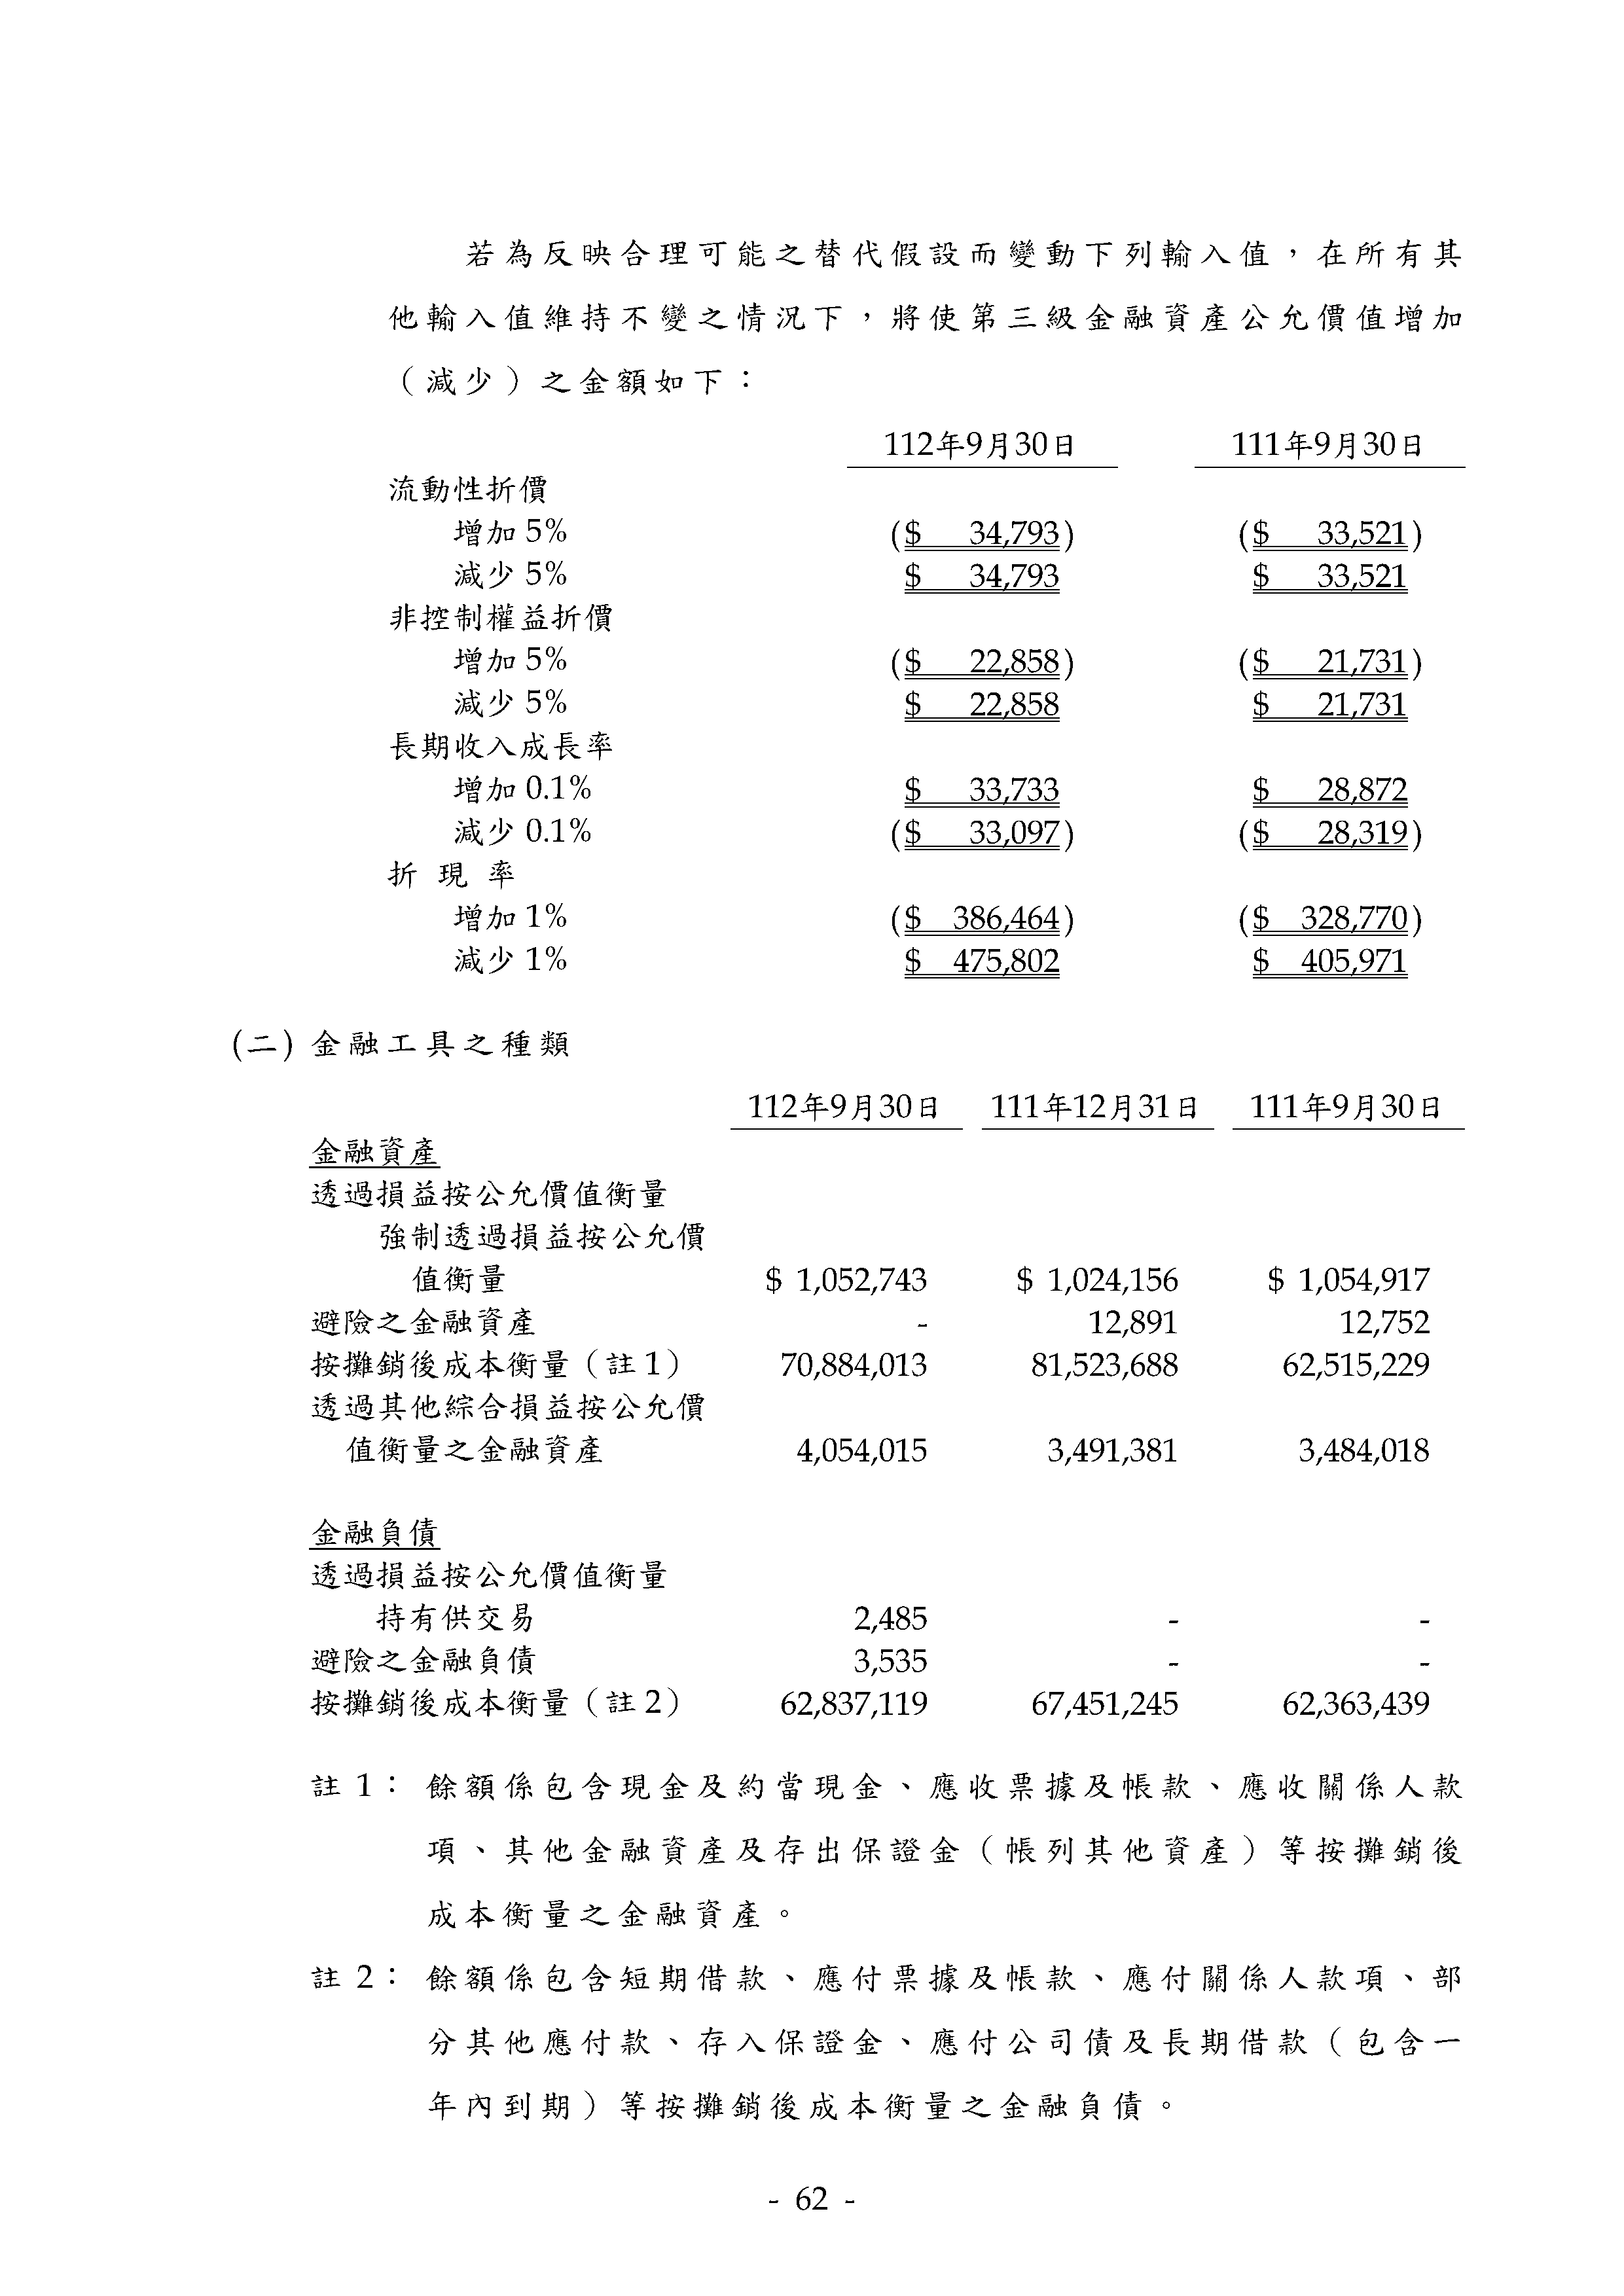 若為反映合理可能之替代假設而變動下列輸入值，在所有其
他輸入值維持不變之情況下，將使第三級金融資產公允價值增加
（減少）之金額如下：
112年9月30日 111年9月30日
流動性折價
增加 5% ($ 34,793) ($ 33,521)
減少 5% $ 34,793 $ 33,521
非控制權益折價
增加 5% ($ 22,858) ($ 21,731)
減少 5% $ 22,858 $ 21,731
長期收入成長率
增加 0.1% $ 33,733 $ 28,872
減少 0.1% ($ 33,097) ($ 28,319)
折現率
增加 1% ($ 386,464) ($ 328,770)
減少 1% $ 475,802 $ 405,971
(二) 金融工具之種類
112年9月30日 111年12月31日 111年9月30日
金融資產
透過損益按公允價值衡量
強制透過損益按公允價
值衡量 $ 1,052,743 $ 1,024,156 $ 1,054,917
避險之金融資產 - 12,891 12,752
按攤銷後成本衡量（註 1） 70,884,013 81,523,688 62,515,229
透過其他綜合損益按公允價
值衡量之金融資產 4,054,015 3,491,381 3,484,018
金融負債
透過損益按公允價值衡量
持有供交易 2,485 - -
避險之金融負債 3,535 - -
按攤銷後成本衡量（註 2） 62,837,119 67,451,245 62,363,439
註 1： 餘額係包含現金及約當現金、應收票據及帳款、應收關係人款
項、其他金融資產及存出保證金（帳列其他資產）等按攤銷後
成本衡量之金融資產。
註 2： 餘額係包含短期借款、應付票據及帳款、應付關係人款項、部
分其他應付款、存入保證金、應付公司債及長期借款（包含一
年內到期）等按攤銷後成本衡量之金融負債。
- 62 -